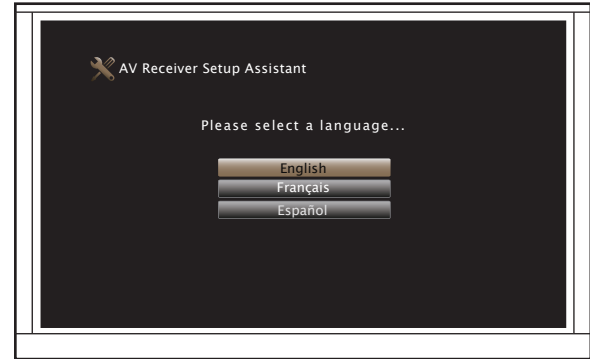 AV Receiver Setup Assistant
Please select a language...
English
Français
Español